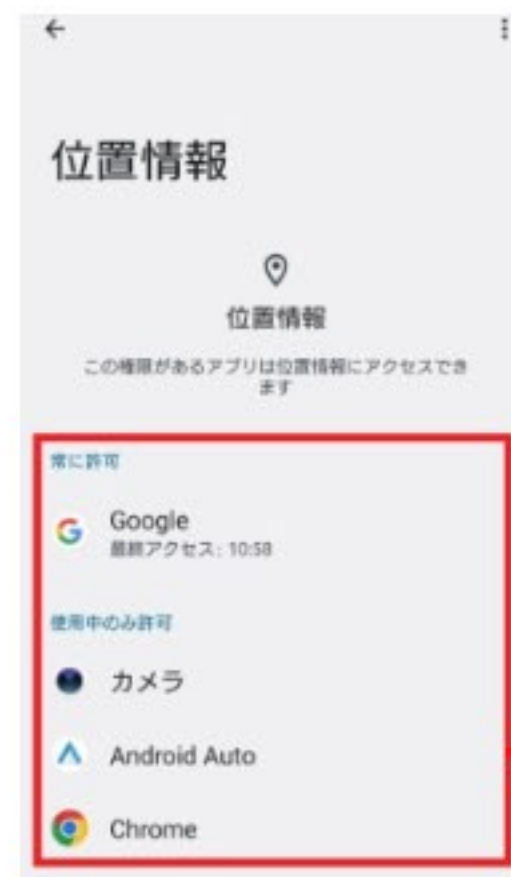 位置情報
位置情報
この権限があるアプリは位置情報にアクセスでき
ます
常に許可
Google
最終アクセス: 10:58
使用中のみ許可
カメラ
Android Auto
Chrome